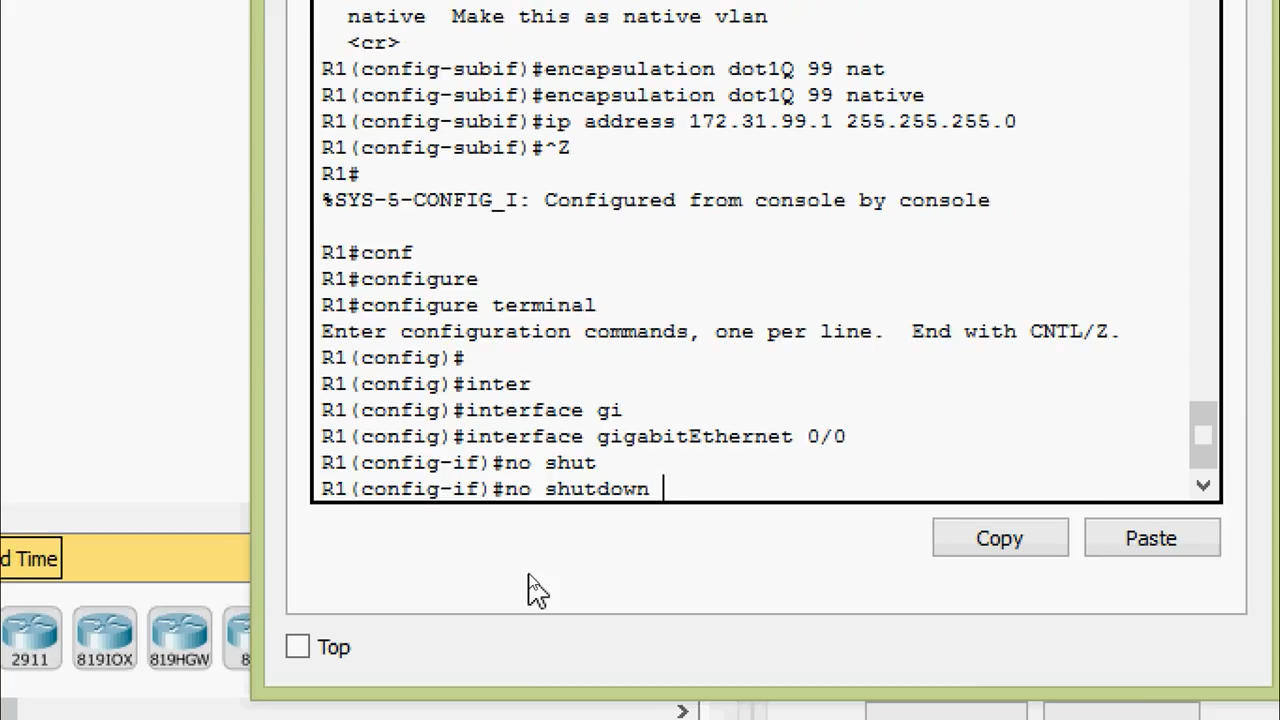 native  Make this as native vlan
<cr>
R1(config-subif)#encapsulation dot1Q 99 nat
R1(config-subif)#encapsulation dot1Q 99 native
R1(config-subif)#ip address 172.31.99.1 255.255.255.0
R1(config-subif)#^Z
R1#
%SYS-5-CONFIG_I: Configured from console by console
R1#conf
R1#configure
R1#configure terminal
Enter configuration commands, one per line.  End with CNTL/Z.
R1(config)#
R1(config)#inter
R1(config)#interface gi
R1(config)#interface gigabitEthernet 0/0
R1(config-if)#no shut
R1(config-if)#no shutdown
Copy
Paste
d Time
2911
819IOX
819HGW
8
Top